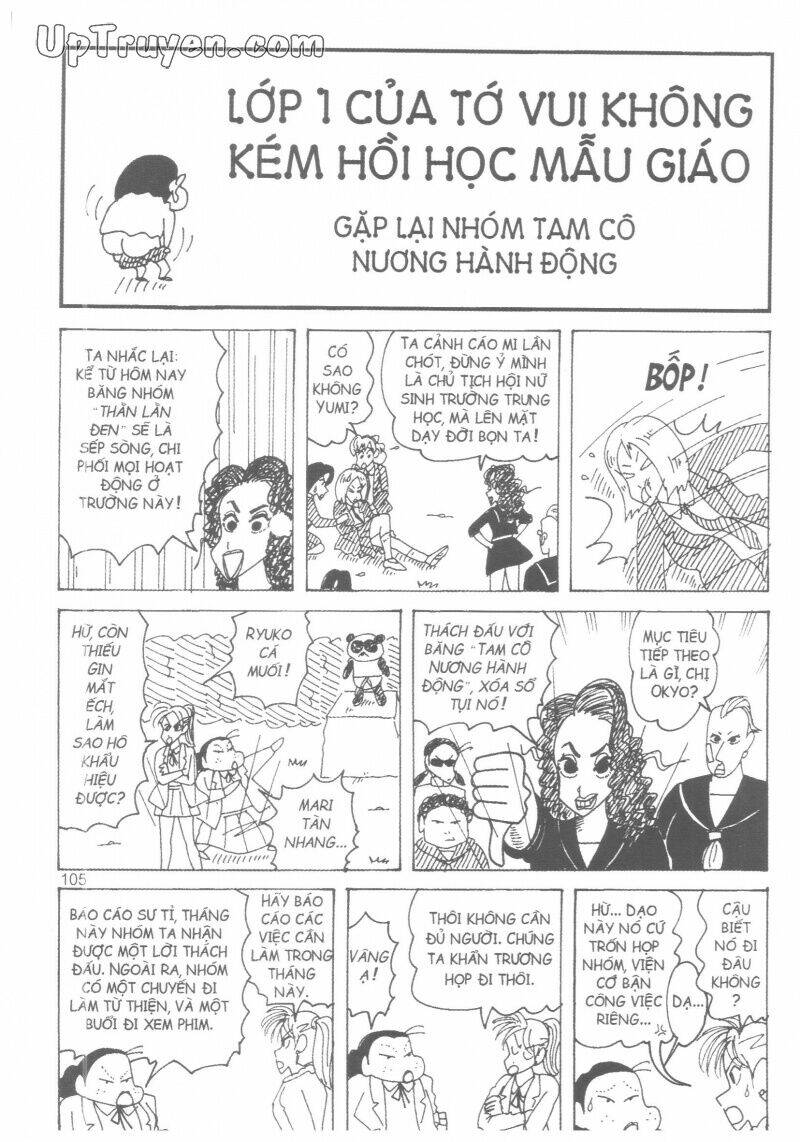 UpTruyen.com
LỚP 1 CỦA TỚ VUI KHÔNG
KÉM HỒI HỌC MẪU GIÁO
GẶP LẠI NHÓM TAM CÔ
NƯƠNG HÀNH ĐỘNG
BỐP!
TA CẢNH CÁO MI LẦN
CHÓT, ĐỪNG Ỷ MÌNH
LÀ CHỦ TỊCH HỘI NỮ
SINH TRƯỜNG TRUNG
HỌC, MÀ LÊN MẶT
DẠY ĐỜI BỌN TA!
CÓ
SAO
KHÔNG
YUMI?
TA NHẮC LẠI:
KỂ TỪ HÔM NAY
BĂNG NHÓM
"THẰN LẰN
ĐEN" SẼ LÀ
SẾP SÒNG, CHI
PHỐI MỌI HOẠT
ĐỘNG Ở
TRƯỜNG NÀY!
MỤC TIÊU
TIẾP THEO
LÀ GÌ, CHỊ
OKYO?
THÁCH ĐẤU VỚI
BĂNG "TAM CÔ
NƯƠNG HÀNH
ĐỘNG", XÓA SỔ
TỤI NÓ!
RYUKO
CÁ
MUỐI!
MARI
TÀN
NHANG...
HỪ, CÒN
THIẾU
GIN
MẮT
ẾCH,
LÀM
SAO HÔ
KHẨU
HIỆU
ĐƯỢC?
105
CẬU
BIẾT
NÓ ĐI
ĐÂU
KHÔNG
?
DẠ...
HỪ... DẠO
NÀY NÓ CỨ
TRỐN HỌP
NHÓM, VIỆN
CỚ BẬN
CÔNG VIỆC
RIÊNG...
THÔI KHÔNG CẦN
ĐỦ NGƯỜI. CHÚNG
TA KHẨN TRƯƠNG
HỌP ĐI THÔI.
VÂNG
Ạ!
HÃY BÁO
CÁO CÁC
VIỆC CẦN
LÀM TRONG
THÁNG
NÀY.
BÁO CÁO SƯ TỈ, THÁNG
NÀY NHÓM TA NHẬN
ĐƯỢC MỘT LỜI THÁCH
ĐẤU. NGOÀI RA, NHÓM
CÓ MỘT CHUYẾN ĐI
LÀM TỪ THIỆN, VÀ MỘT
BUỔI ĐI XEM PHIM.